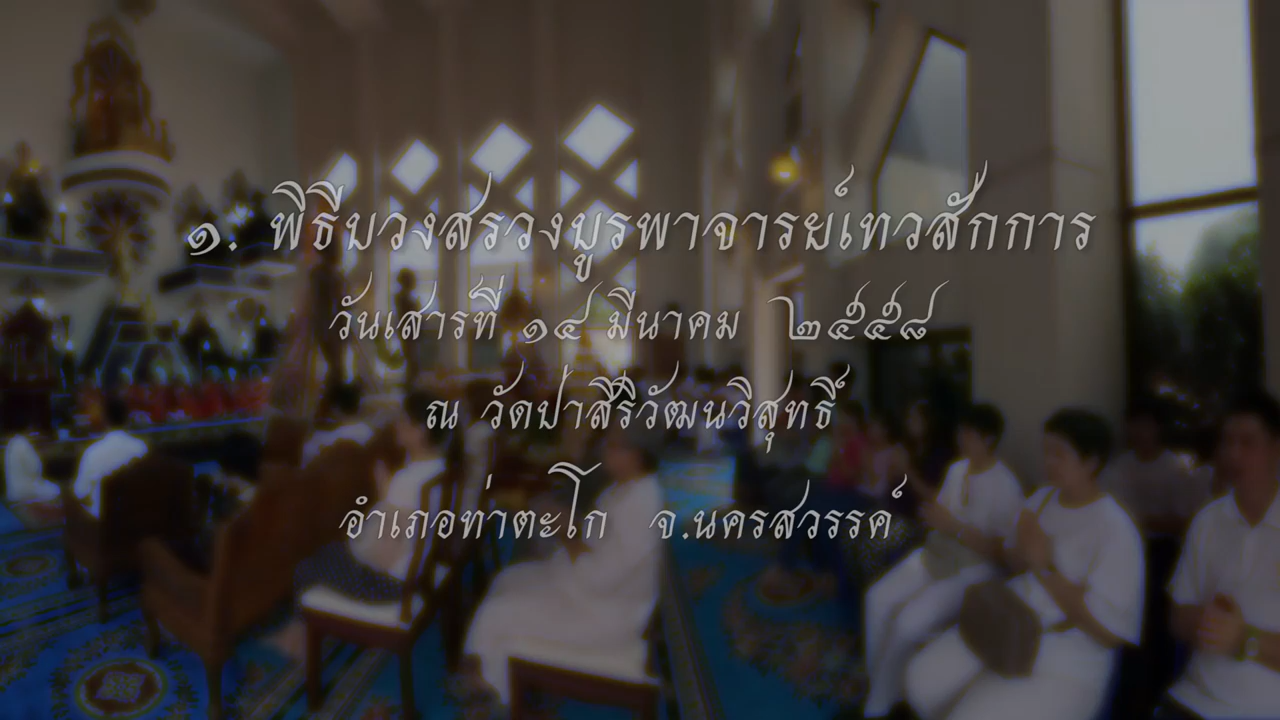 ๑. พิธีบวงสรวงบูรพาจารย์เทวสักการ
วันเสารที่ ๑๔ มีนาคม ๒๕๕๘
ณ วัดป่าสิริวัฒนวิสุทธิ์
อำเภอท่าตะโก จ.นครสวรรค์